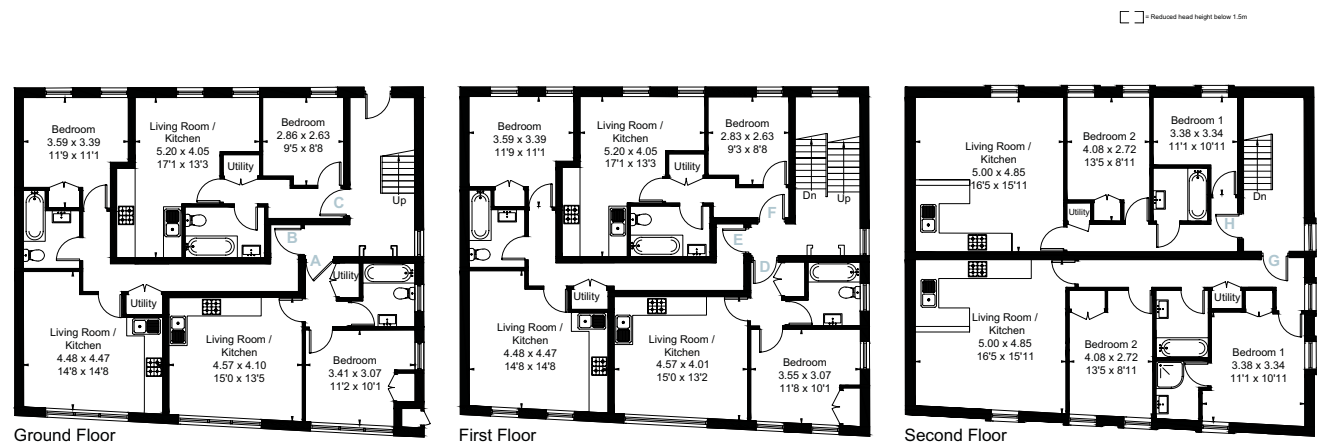 = Reduced head height below 1.5m
Bedroom
3.59 x 3.39
11'9 x 11'1
Living Room /
Kitchen
5.20 x 4.05
17'1 x 13'3
Bedroom
2.86 x 2.63
9'5 x 8'8
Utility
Up
C
B
A
Utility
Utility
Living Room /
Kitchen
4.48 x 4.47
14'8 x 14'8
Living Room /
Kitchen
4.57 x 4.10
15'0 x 13'5
Bedroom
3.41 x 3.07
11'2 x 10'1
Ground Floor
Bedroom
3.59 x 3.39
11'9 x 11'1
Living Room /
Kitchen
5.20 x 4.05
17'1 x 13'3
Bedroom
2.83 x 2.63
9'3 x 8'8
Utility
Dn
Up
F
E
D
Utility
Living Room /
Kitchen
4.48 x 4.47
14'8 x 14'8
Living Room /
Kitchen
4.57 x 4.01
15'0 x 13'2
Bedroom
3.55 x 3.07
11'8 x 10'1
First Floor
Living Room /
Kitchen
5.00 x 4.85
16'5 x 15'11
Bedroom 2
4.08 x 2.72
13'5 x 8'11
Bedroom 1
3.38 x 3.34
11'1 x 10'11
Utility
Dn
H
G
Utility
Living Room /
Kitchen
5.00 x 4.85
16'5 x 15'11
Bedroom 2
4.08 x 2.72
13'5 x 8'11
Bedroom 1
3.38 x 3.34
11'1 x 10'11
Second Floor